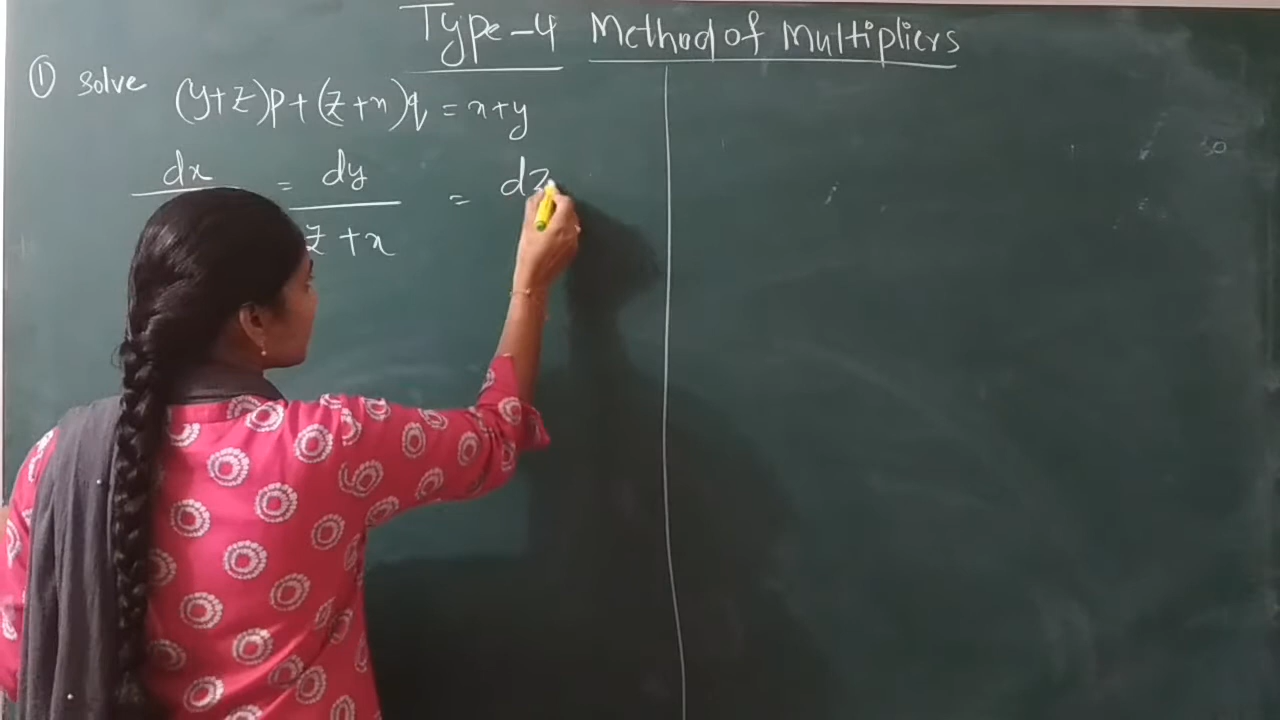 Type-4 Method of Multipliers
① Solve (y+z)p+(z+x)q = x+y
dx = dy = dz
z+x